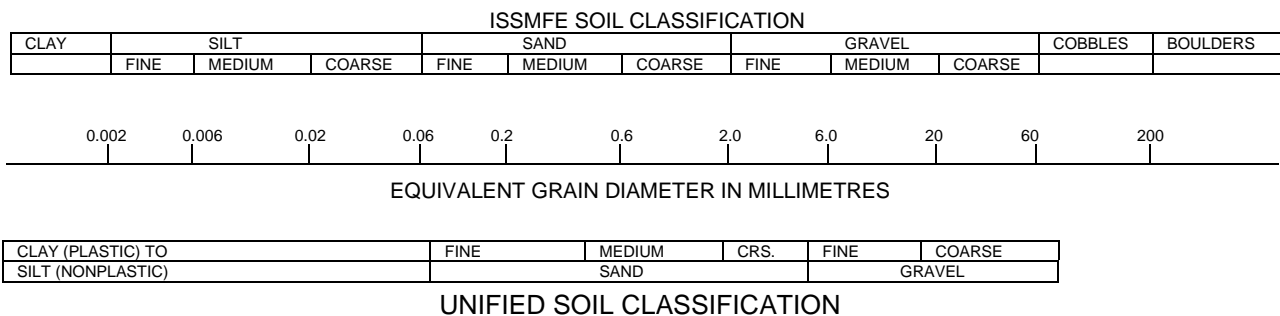 ISSMFE SOIL CLASSIFICATION
CLAY SILT SAND GRAVEL COBBLES BOULDERS
FINE MEDIUM COARSE FINE MEDIUM COARSE FINE MEDIUM COARSE
0.002 0.006 0.02 0.06 0.2 0.6 2.0 6.0 20 60 200
EQUIVALENT GRAIN DIAMETER IN MILLIMETRES
CLAY (PLASTIC) TO FINE MEDIUM CRS. FINE COARSE
SILT (NONPLASTIC) SAND GRAVEL
UNIFIED SOIL CLASSIFICATION